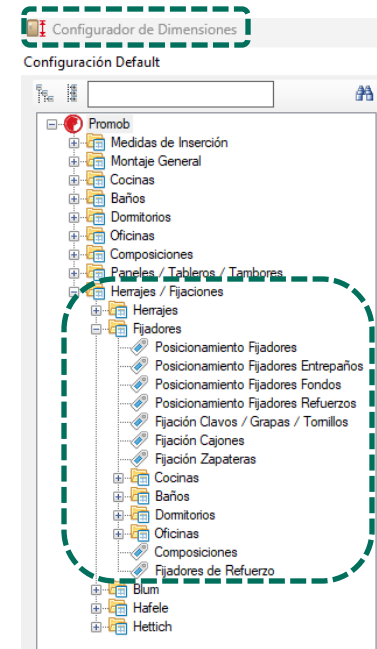 Configurador de Dimensiones
Configuración Default
Promob
Medidas de Inserción
Montaje General
Cocinas
Baños
Dormitorios
Oficinas
Composiciones
Paneles / Tableros / Tambores
Herrajes / Fijaciones
Herrajes
Fijadores
Posicionamiento Fijadores
Posicionamiento Fijadores Entrepaños
Posicionamiento Fijadores Fondos
Posicionamiento Fijadores Refuerzos
Fijación Clavos / Grapas / Tornillos
Fijación Cajones
Fijación Zapateras
Cocinas
Baños
Dormitorios
Oficinas
Composiciones
Fijadores de Refuerzo
Blum
Hafele
Hettich